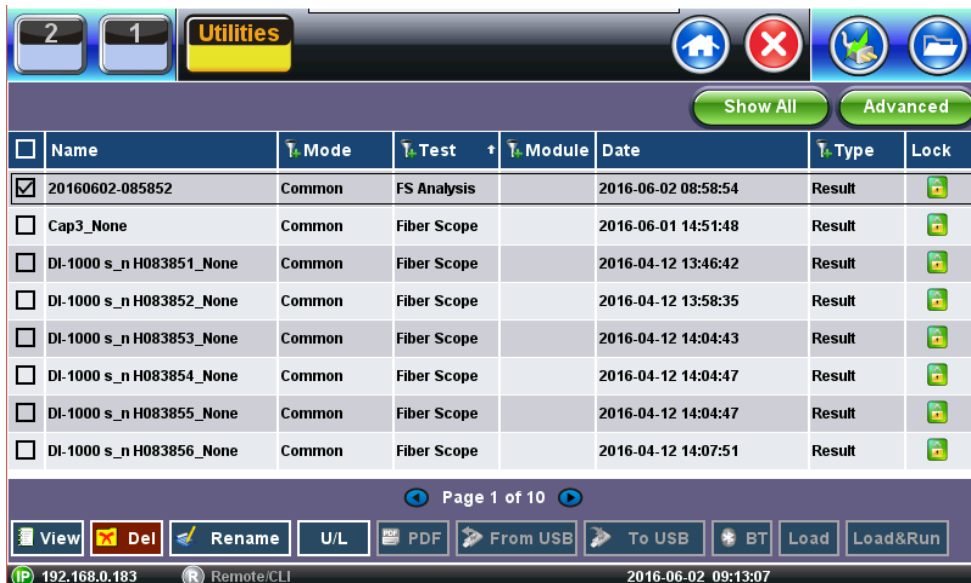 2 1 Utilities
Show All Advanced
Name Mode Test Module Date Type Lock
20160602-085852 Common FS Analysis 2016-06-02 08:58:54 Result
Cap3_None Common Fiber Scope 2016-06-01 14:51:48 Result
DI-1000 s_n H083851_None Common Fiber Scope 2016-04-12 13:46:42 Result
DI-1000 s_n H083852_None Common Fiber Scope 2016-04-12 13:58:35 Result
DI-1000 s_n H083853_None Common Fiber Scope 2016-04-12 14:04:43 Result
DI-1000 s_n H083854_None Common Fiber Scope 2016-04-12 14:04:47 Result
DI-1000 s_n H083855_None Common Fiber Scope 2016-04-12 14:04:47 Result
DI-1000 s_n H083856_None Common Fiber Scope 2016-04-12 14:07:51 Result
Page 1 of 10
View Del Rename U/L PDF PDF From USB To USB BT Load Load&Run
IP 192.168.0.183 R Remote/CLI 2016-06-02 09:13:07